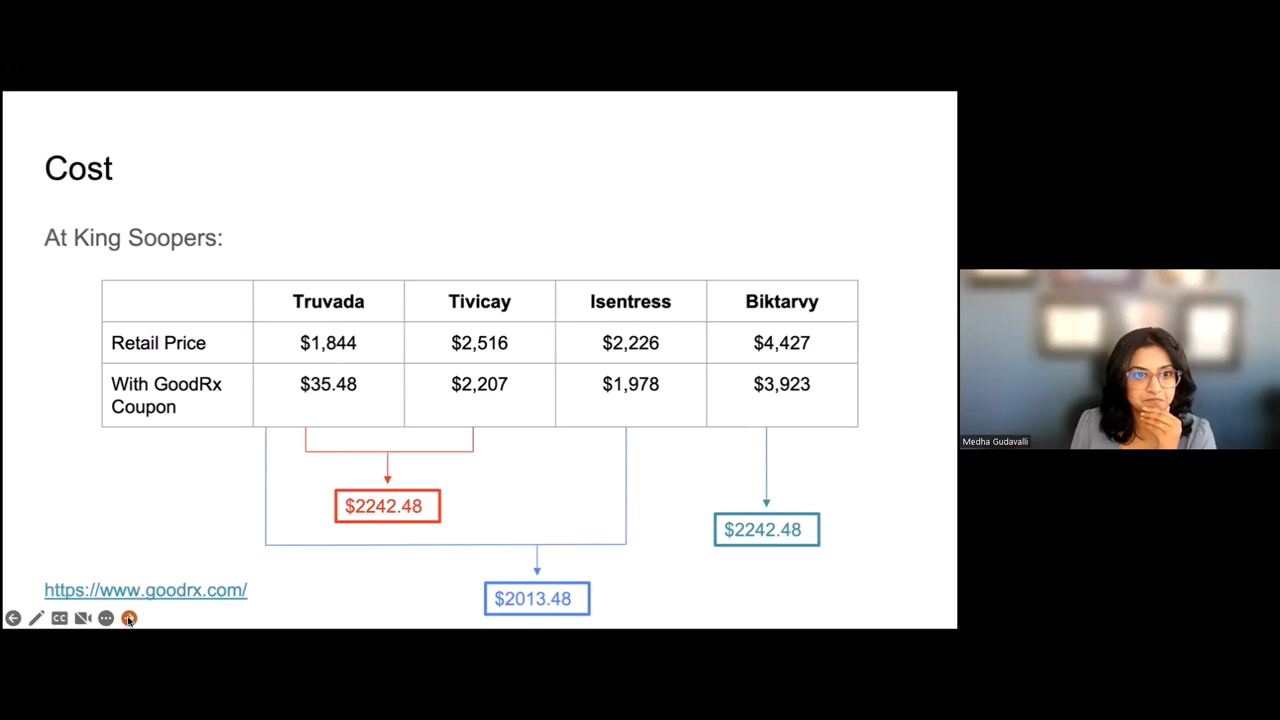 Cost
At King Soopers:
Truvada Tivicay Isentress Biktarvy
Retail Price $1,844 $2,516 $2,226 $4,427
With GoodRx Coupon $35.48 $2,207 $1,978 $3,923
$2242.48
$2242.48
$2013.48
https://www.goodrx.com/
CC
Medha Gudavalli